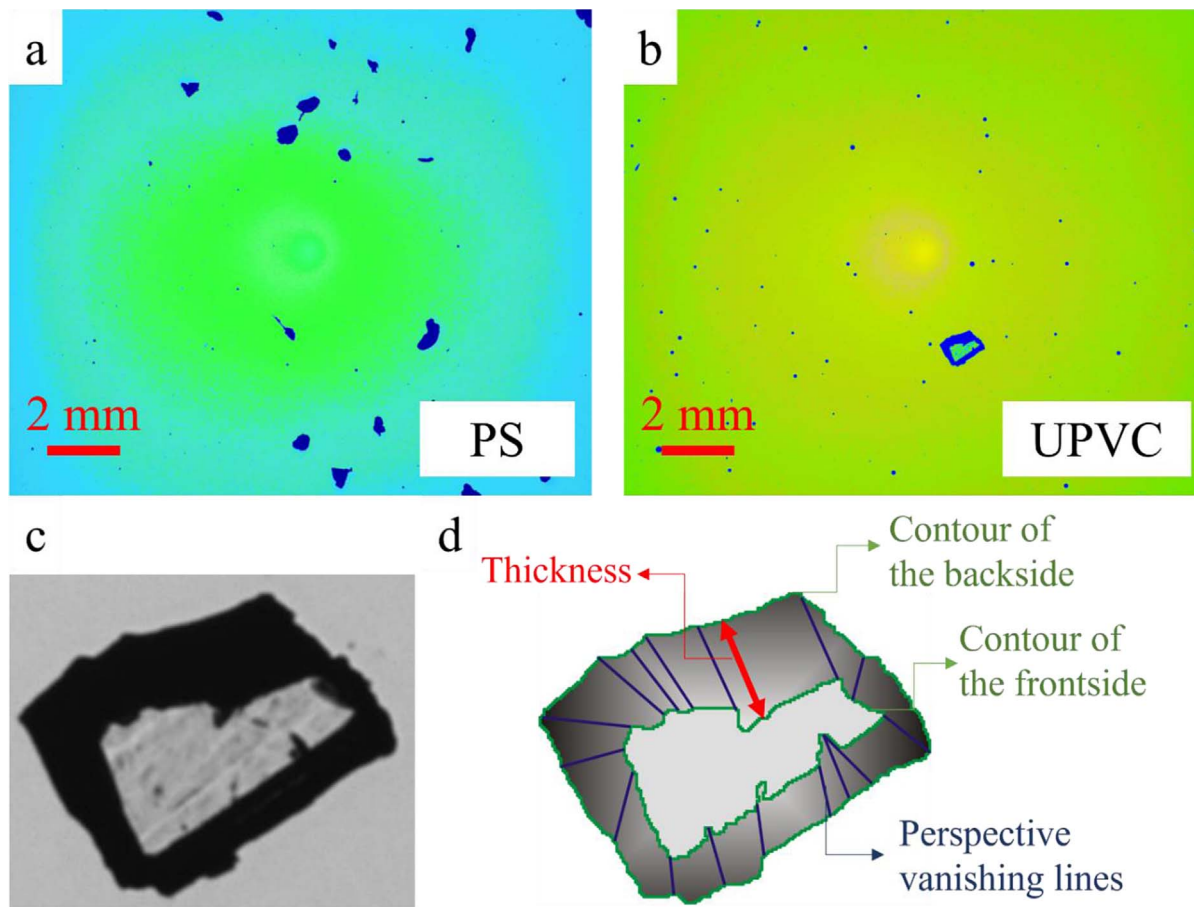 a
2 mm
PS
b
2 mm
UPVC
c
d
Thickness
Contour of
the backside
Contour of
the frontside
Perspective
vanishing lines